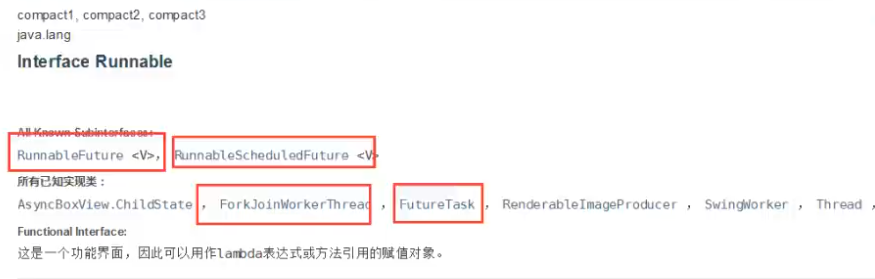 compact1, compact2, compact3
java.lang
Interface Runnable
All Known Subinterfaces:
RunnableFuture <V>, RunnableScheduledFuture <V>
所有已知实现类：
AsyncBoxView.ChildState ， ForkJoinWorkerThread ， FutureTask ， RenderableImageProducer ， SwingWorker ， Thread ，
Functional Interface:
这是一个功能界面，因此可以用作lambda表达式或方法引用的赋值对象。